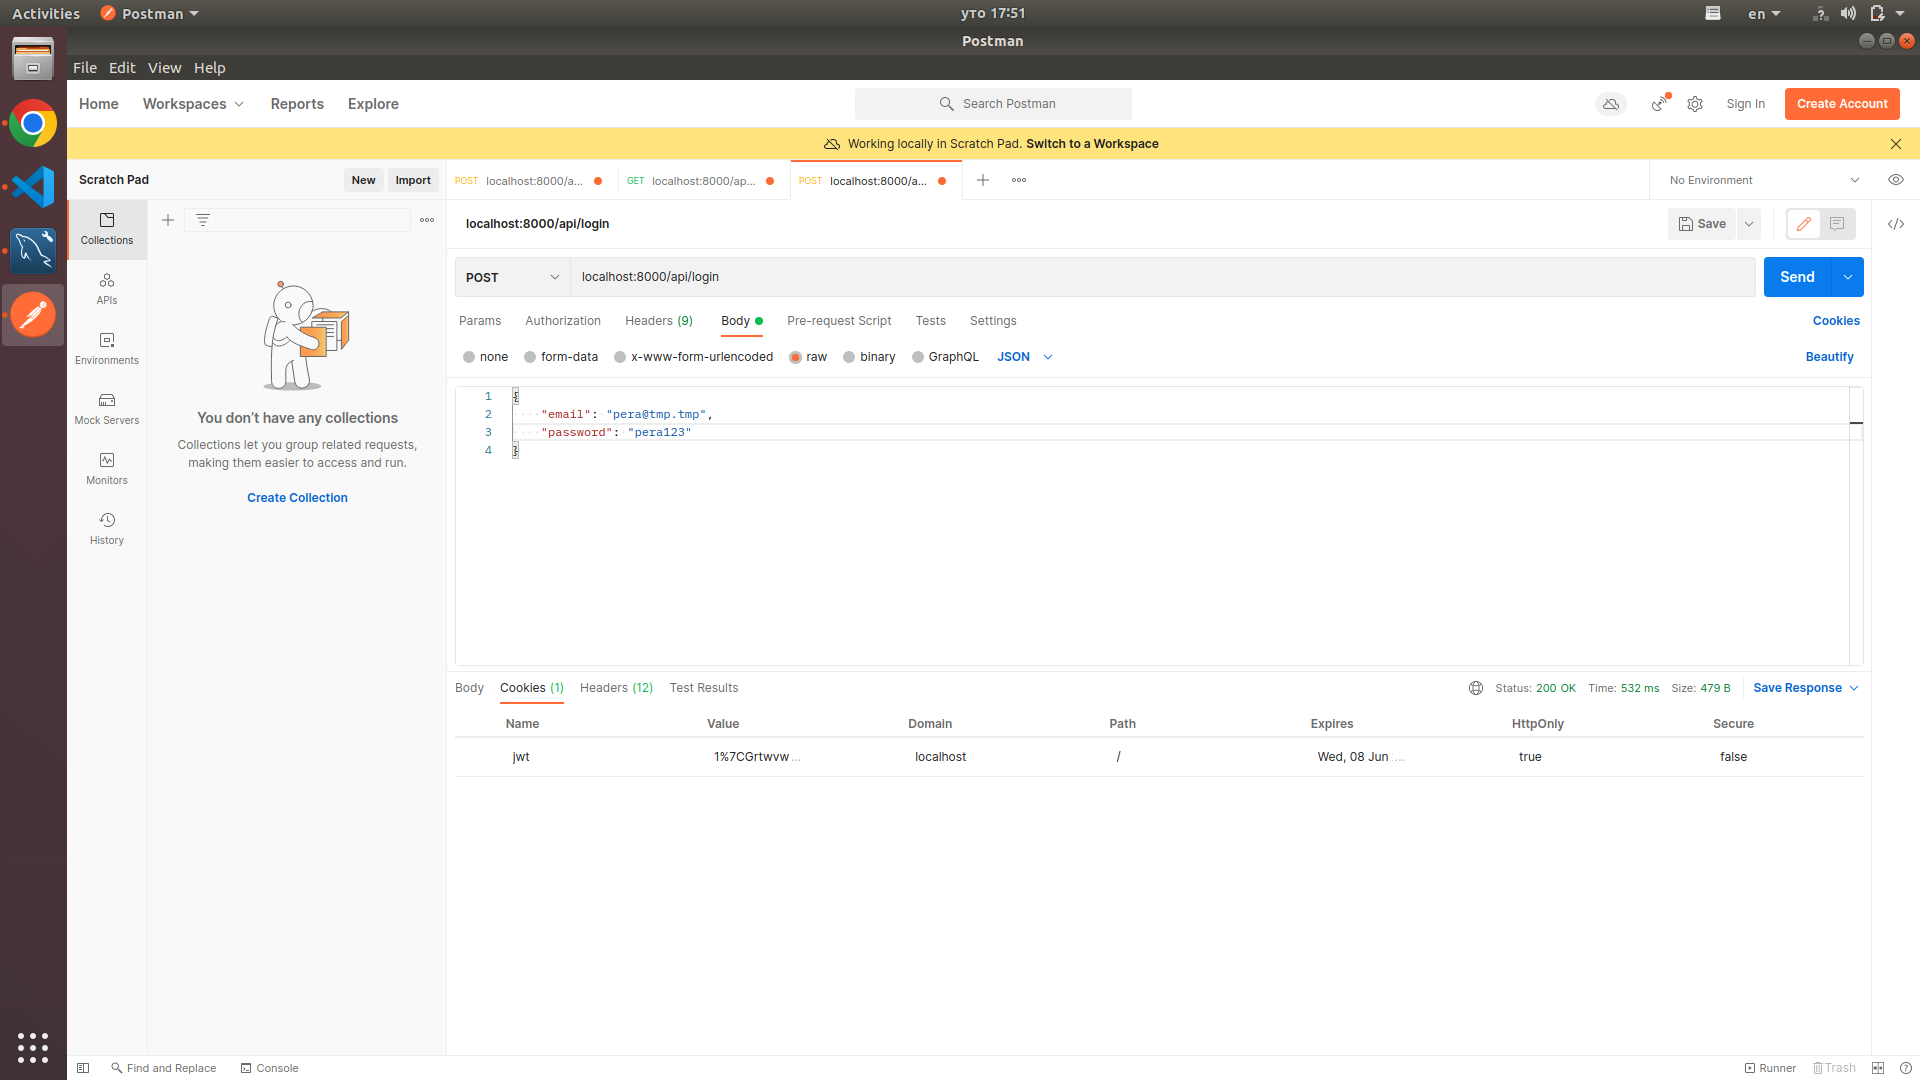 Activities Postman уто 17:51 en
Postman
File Edit View Help
Home Workspaces Reports Explore Search Postman Sign In Create Account
Working locally in Scratch Pad. Switch to a Workspace
Scratch Pad New Import POST localhost:8000/a... GET localhost:8000/ap... POST localhost:8000/a... No Environment
localhost:8000/api/login Save
Collections
POST localhost:8000/api/login Send
APIs
Params Authorization Headers (9) Body Pre-request Script Tests Settings Cookies
Environments
none form-data x-www-form-urlencoded raw binary GraphQL JSON Beautify
1 {
2 "email": "pera@tmp.tmp",
3 "password": "pera123"
4 }
Mock Servers
You don't have any collections
Collections let you group related requests,
making them easier to access and run.
Create Collection
Monitors
History
Body Cookies (1) Headers (12) Test Results Status: 200 OK Time: 532 ms Size: 479 B Save Response
Name Value Domain Path Expires HttpOnly Secure
jwt 1%7CGrtwvw... localhost / Wed, 08 Jun ... true false
Find and Replace Console Runner Trash